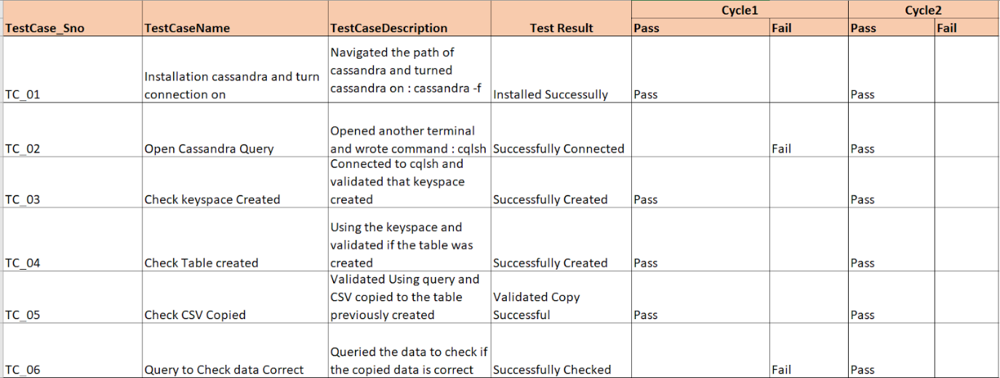 Cycle1 Cycle2
TestCase_Sno TestCaseName TestCaseDescription Test Result Pass Fail Pass Fail
Navigated the path of
cassandra and turned
Installation cassandra and turn
cassandra on : cassandra -f
TC_01 connection on Installed Successully Pass Pass
Opened another terminal
TC_02 Open Cassandra Query and wrote command : cqlsh Successfully Connected Fail Pass
Connected to cqlsh and
validated that keyspace
TC_03 Check keyspace Created created Successfully Created Pass Pass
Using the keyspace and
validated if the table was
TC_04 Check Table created created Successfully Created Pass Pass
Validated Using query and
CSV copied to the table Validated Copy
TC_05 Check CSV Copied previously created Successful Pass Pass
Queried the data to check if
TC_06 Query to Check data Correct the copied data is correct Successfully Checked Fail Pass